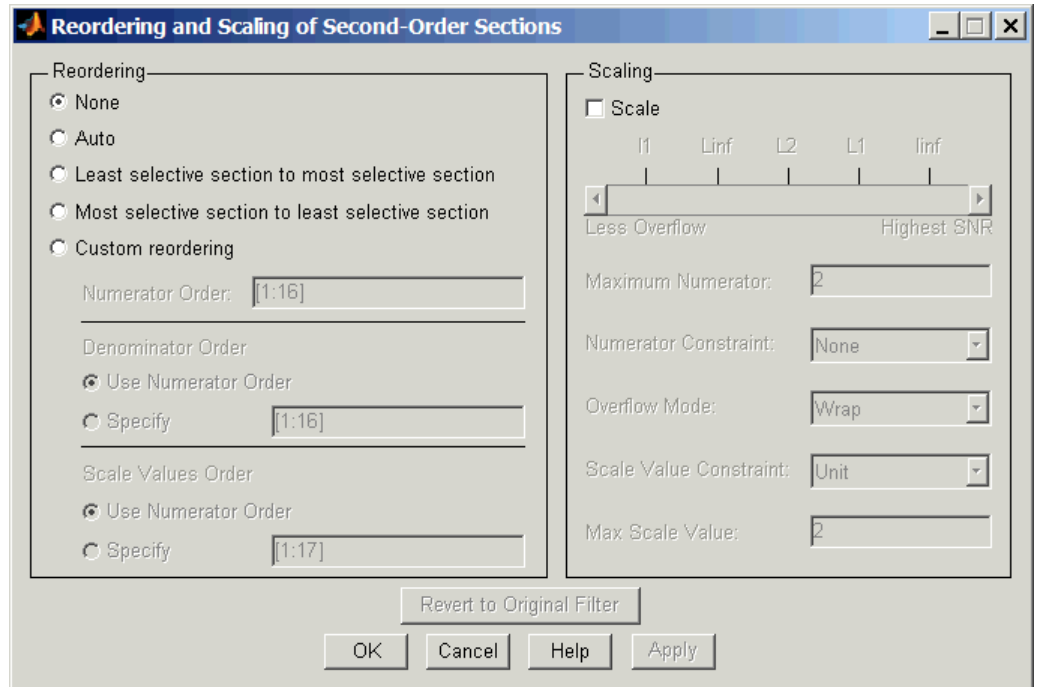 Reordering and Scaling of Second-Order Sections
Reordering
None
Auto
Least selective section to most selective section
Most selective section to least selective section
Custom reordering
Numerator Order: [1:16]
Denominator Order
Use Numerator Order
Specify [1:16]
Scale Values Order
Use Numerator Order
Specify [1:17]
Scaling
Scale
l1 Linf L2 L1 linf
Less Overflow Highest SNR
Maximum Numerator: 2
Numerator Constraint: None
Overflow Mode: Wrap
Scale Value Constraint: Unit
Max Scale Value: 2
Revert to Original Filter
OK Cancel Help Apply